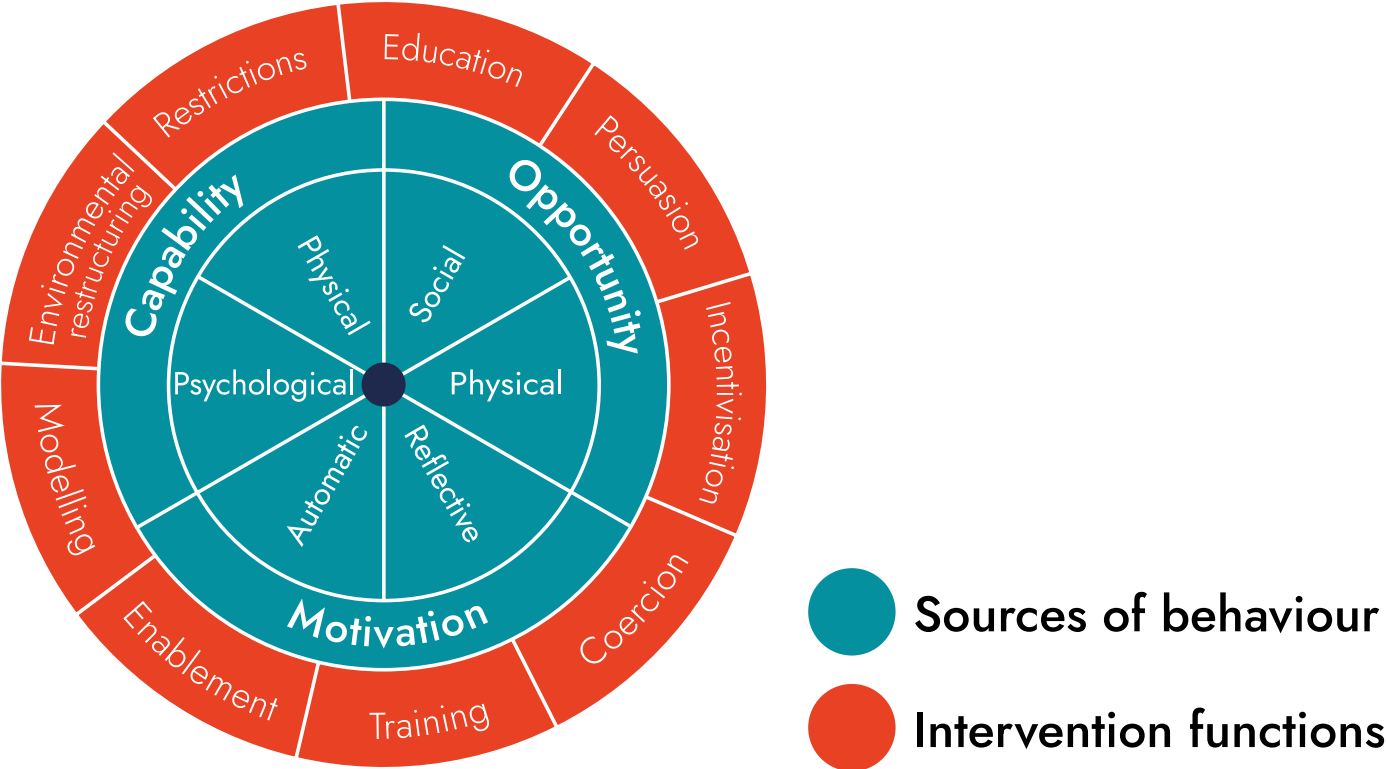 Education
Persuasion
Incentivisation
Coercion
Training
Enablement
Modelling
Environmental
restructuring
Restrictions
Capability
Opportunity
Motivation
Physical
Social
Psychological
Physical
Automatic
Reflective
Sources of behaviour
Intervention functions